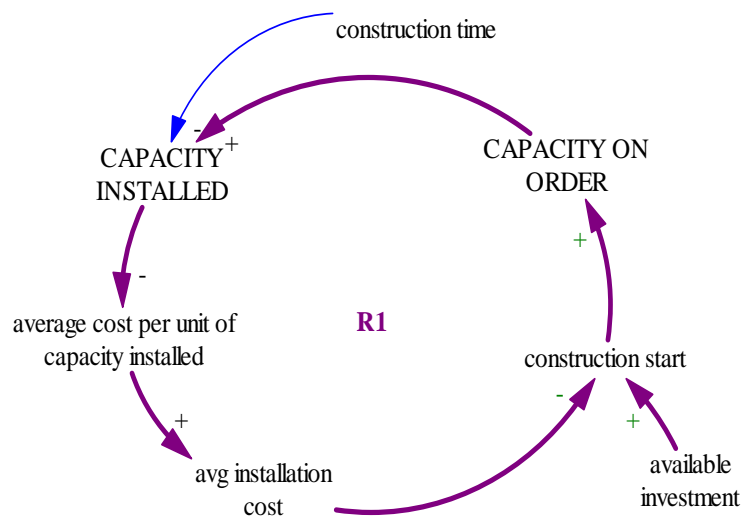 construction time
-
+
CAPACITY
INSTALLED
CAPACITY ON
ORDER
+
-
average cost per unit of
capacity installed
R1
construction start
-
+
+
avg installation
cost
available
investment